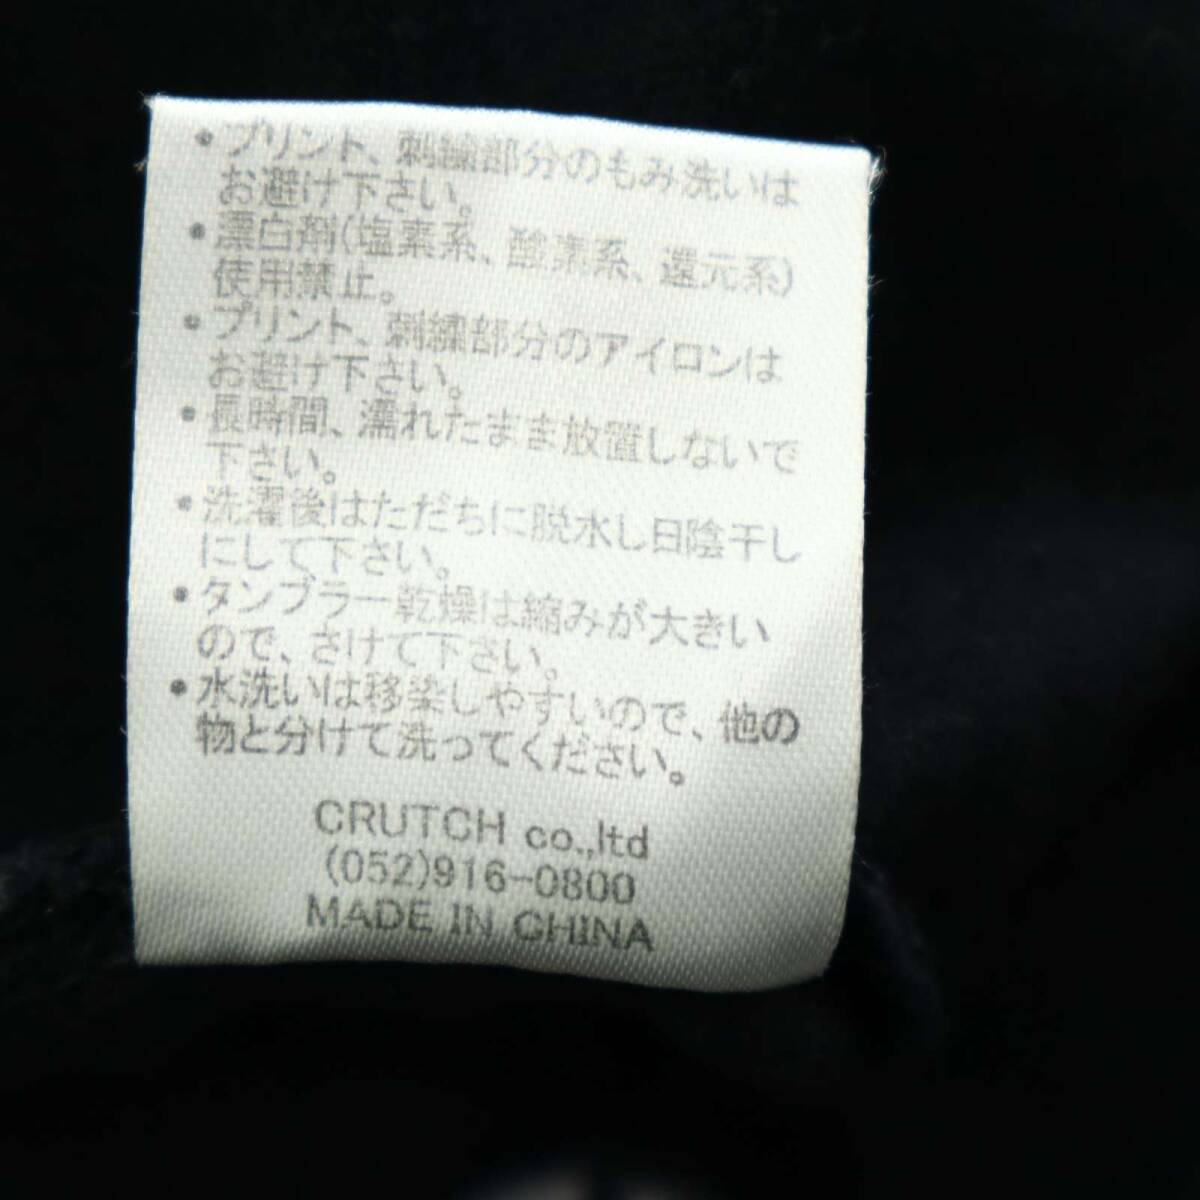 ・プリント、刺繍部分のもみ洗いは
お避け下さい。
・漂白剤(塩素系、酸素系、還元系)
使用禁止。
・プリント、刺繍部分のアイロンは
お避け下さい。
・長時間、濡れたまま放置しないで
下さい。
・洗濯後はただちに脱水し日陰干し
にして下さい。
・タンブラー乾燥は縮みが大きい
ので、さけて下さい。
・水洗いは移染しやすいので、他の
物と分けて洗ってください。
CRUTCH co.,ltd
(052)916-0800
MADE IN CHINA